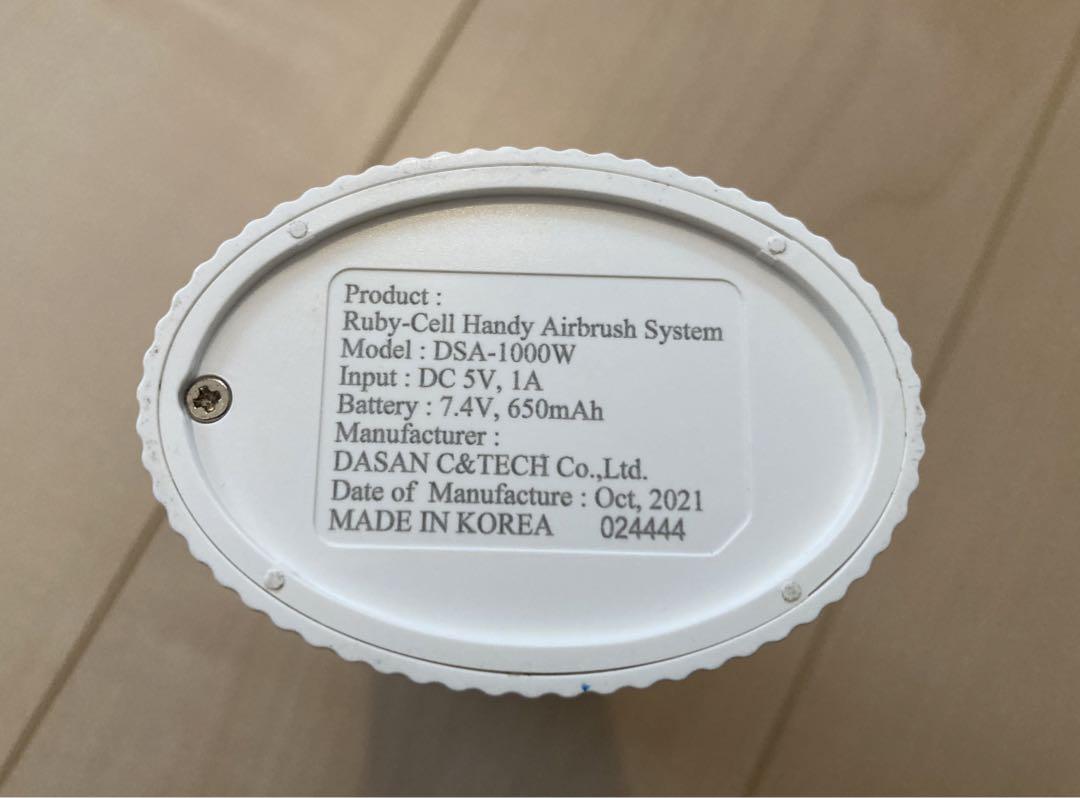 Product :
Ruby-Cell Handy Airbrush System
Model : DSA-1000W
Input : DC 5V, 1A
Battery : 7.4V, 650mAh
Manufacturer :
DASAN C&TECH Co.,Ltd.
Date of Manufacture : Oct, 2021
MADE IN KOREA 024444